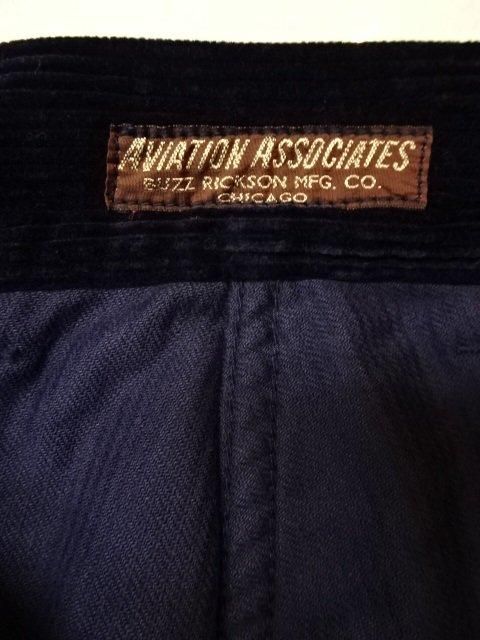 AVIATION ASSOCIATES
BUZZ RICKSON MFG. CO.
CHICAGO